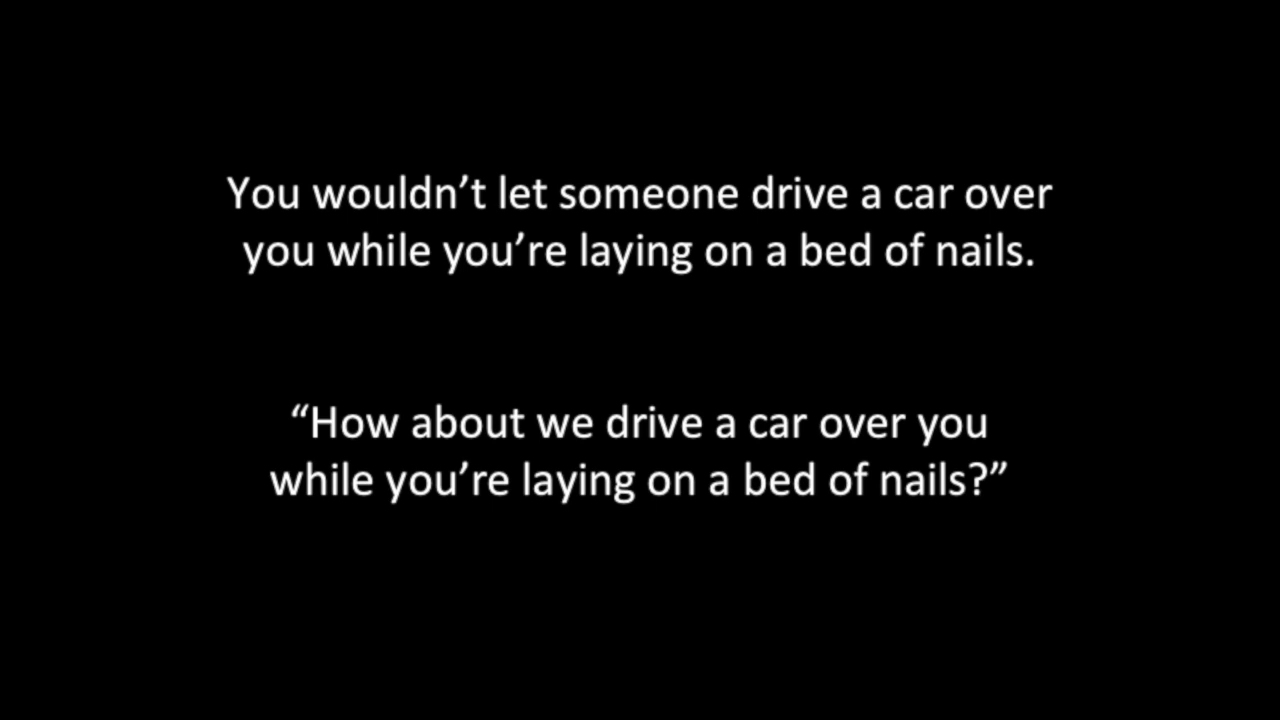 You wouldn’t let someone drive a car over
you while you’re laying on a bed of nails.
“How about we drive a car over you
while you’re laying on a bed of nails?”